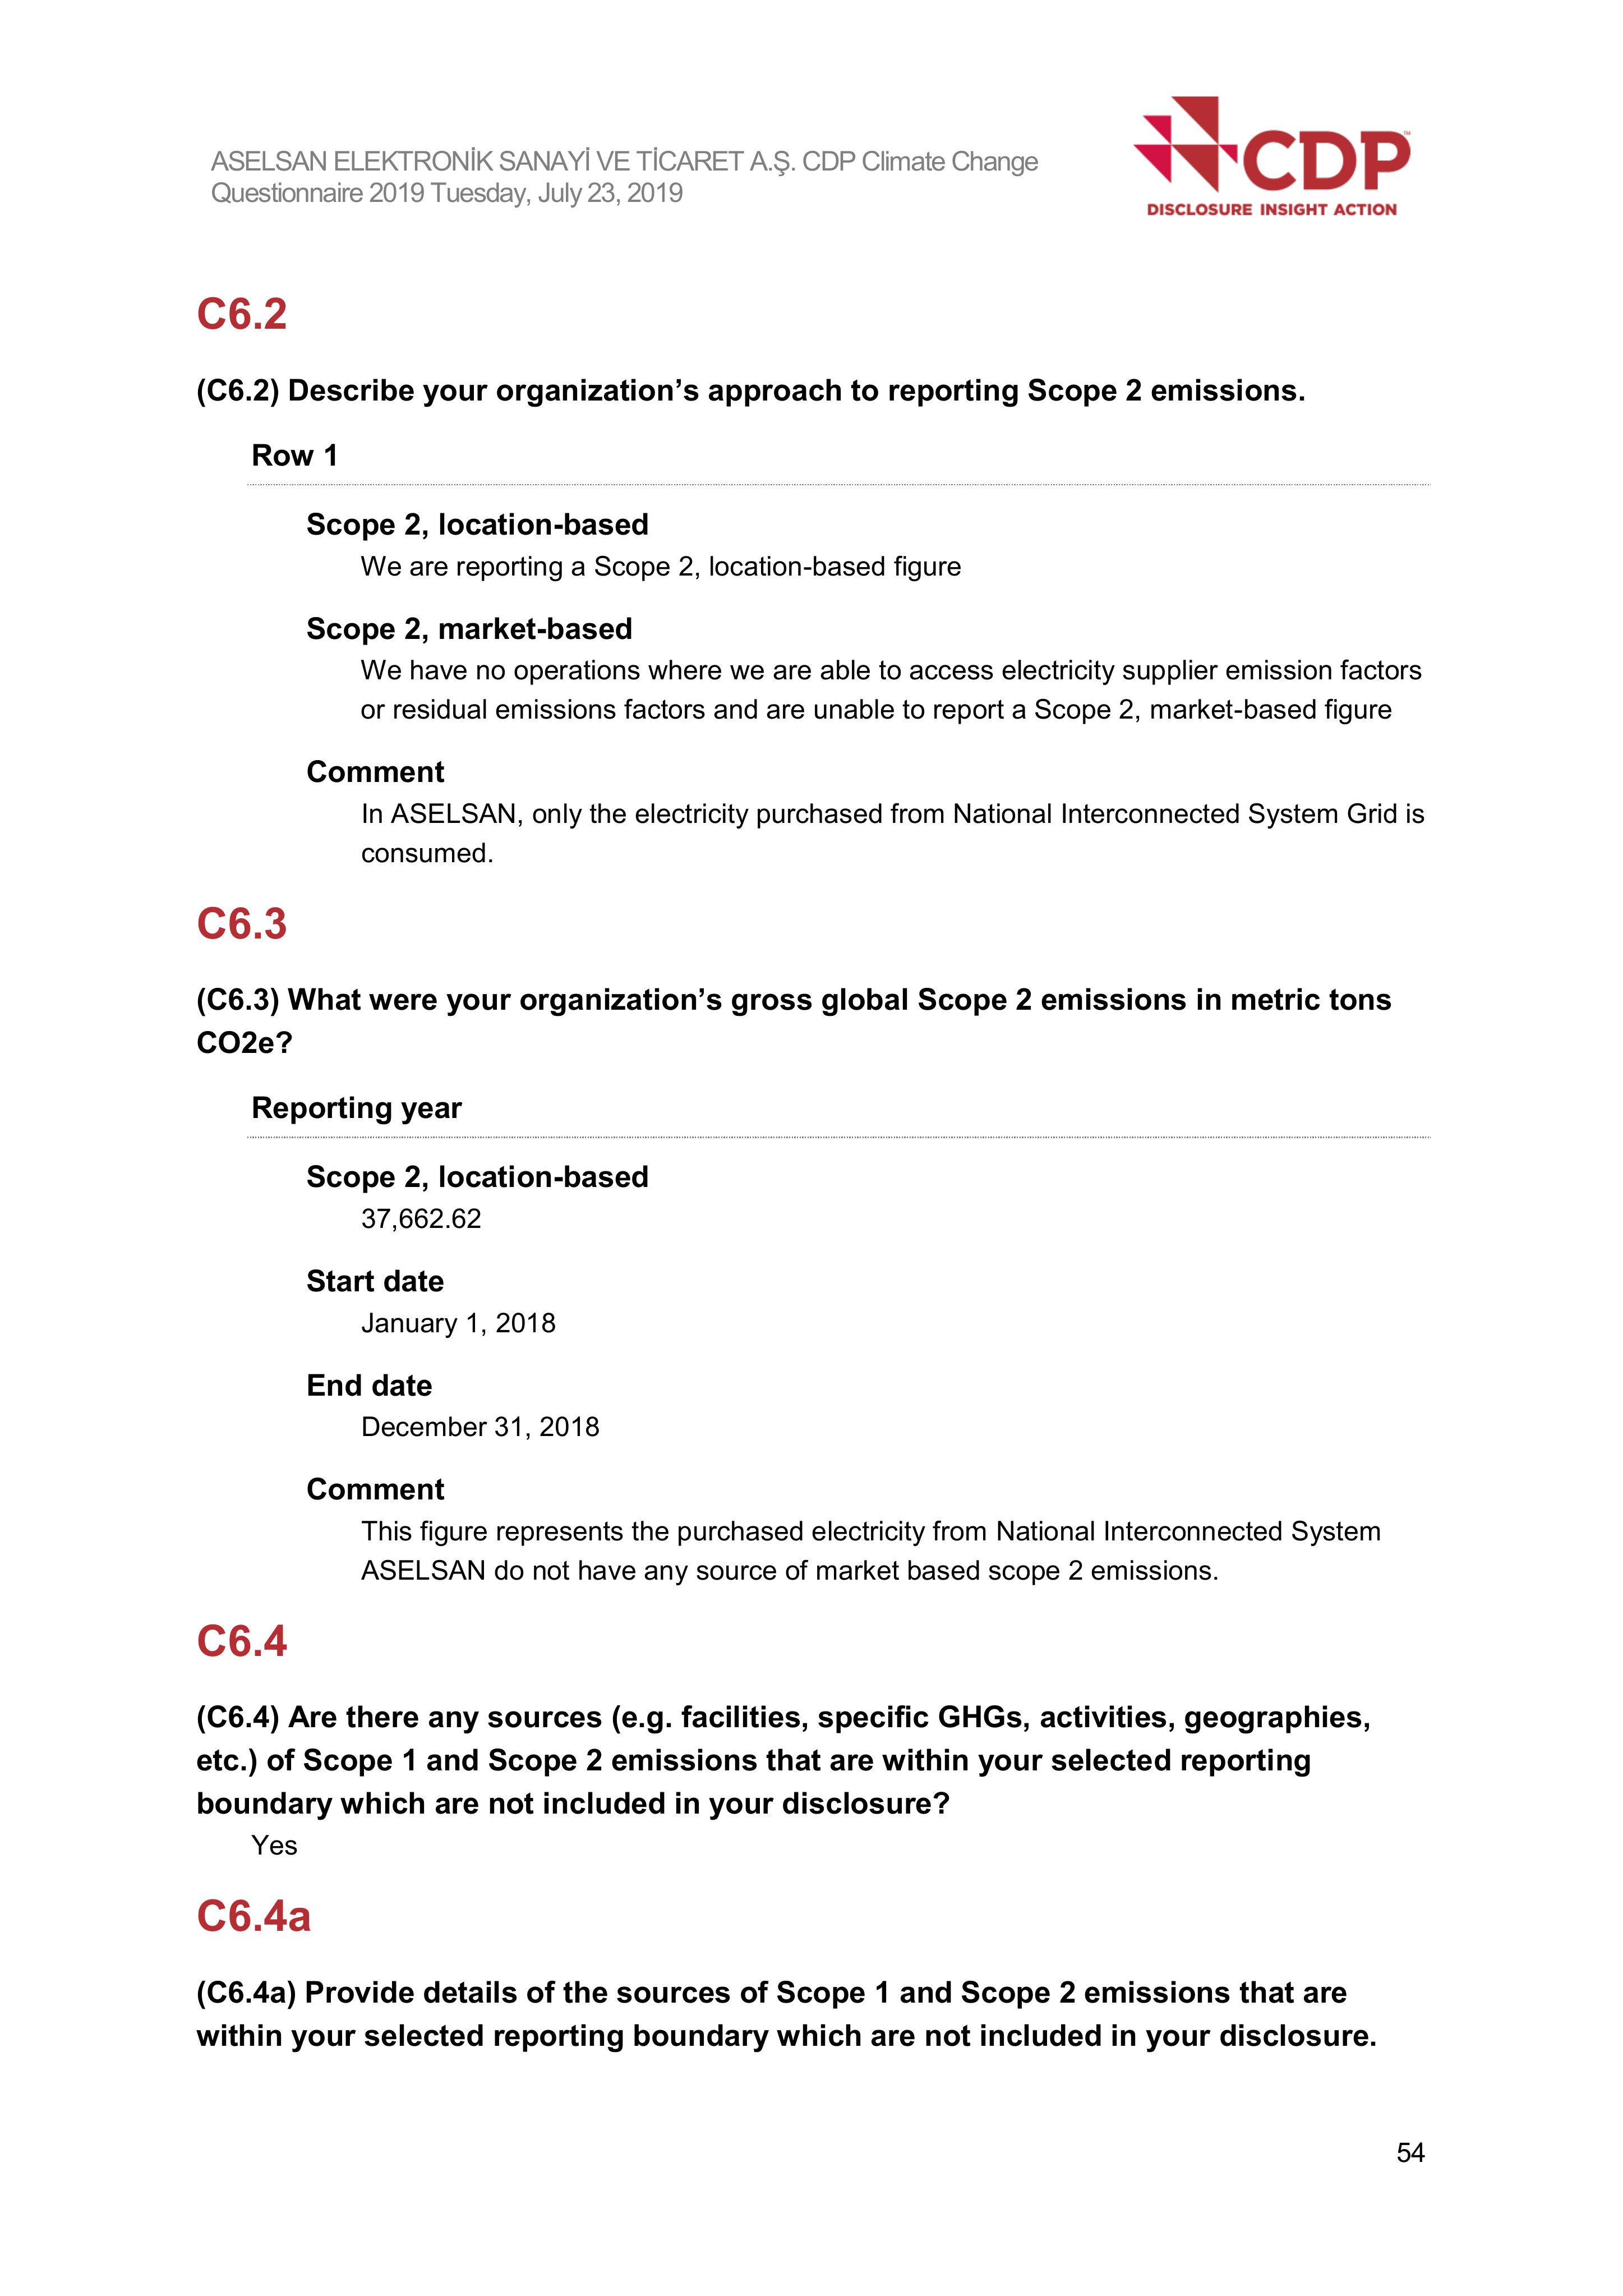 ASELSAN ELEKTRONİK SANAYİ VE TİCARET A.Ş. CDP Climate Change
Questionnaire 2019 Tuesday, July 23, 2019
CDP™
DISCLOSURE INSIGHT ACTION
C6.2
(C6.2) Describe your organization’s approach to reporting Scope 2 emissions.
Row 1
Scope 2, location-based
We are reporting a Scope 2, location-based figure
Scope 2, market-based
We have no operations where we are able to access electricity supplier emission factors
or residual emissions factors and are unable to report a Scope 2, market-based figure
Comment
In ASELSAN, only the electricity purchased from National Interconnected System Grid is
consumed.
C6.3
(C6.3) What were your organization’s gross global Scope 2 emissions in metric tons
CO2e?
Reporting year
Scope 2, location-based
37,662.62
Start date
January 1, 2018
End date
December 31, 2018
Comment
This figure represents the purchased electricity from National Interconnected System
ASELSAN do not have any source of market based scope 2 emissions.
C6.4
(C6.4) Are there any sources (e.g. facilities, specific GHGs, activities, geographies,
etc.) of Scope 1 and Scope 2 emissions that are within your selected reporting
boundary which are not included in your disclosure?
Yes
C6.4a
(C6.4a) Provide details of the sources of Scope 1 and Scope 2 emissions that are
within your selected reporting boundary which are not included in your disclosure.
54